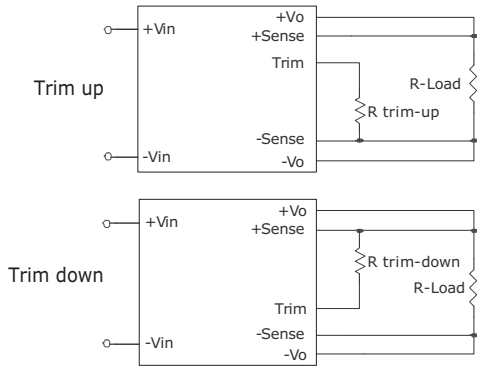 +Vo
+Vin
+Sense
Trim
Trim up
R-Load
R trim-up
-Sense
-Vin
-Vo
+Vo
+Vin
+Sense
R trim-down
Trim down
R-Load
Trim
-Sense
-Vin
-Vo